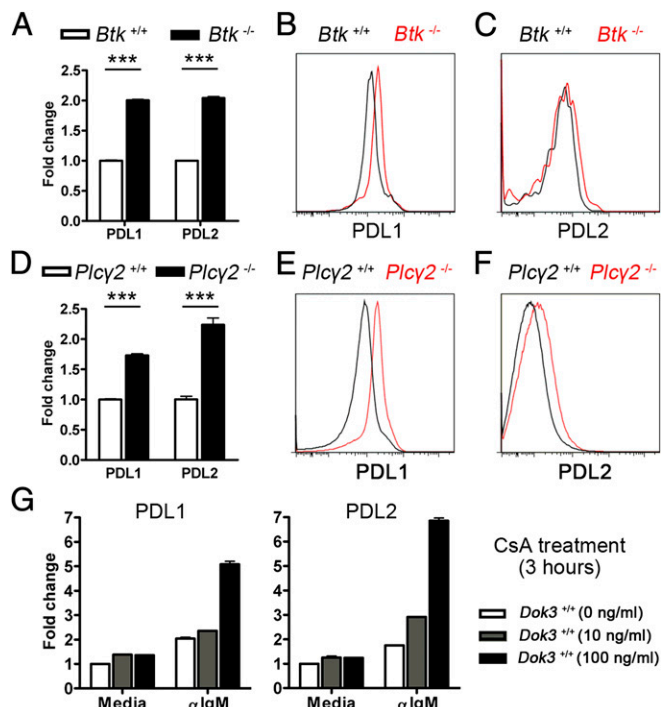 A Btk +/+ Btk -/-
*** ***
Fold change
2.5
2.0
1.5
1.0
0.5
0.0
PDL1 PDL2
B Btk +/+ Btk -/-
PDL1
C Btk +/+ Btk -/-
PDL2
D Plcγ2 +/+ Plcγ2 -/-
*** ***
Fold change
2.5
2.0
1.5
1.0
0.5
0.0
PDL1 PDL2
E Plcγ2 +/+ Plcγ2 -/-
PDL1
F Plcγ2 +/+ Plcγ2 -/-
PDL2
G
PDL1
Fold change
7
6
5
4
3
2
1
0
Media αIgM
PDL2
7
6
5
4
3
2
1
0
Media αIgM
CsA treatment
(3 hours)
Dok3 +/+ (0 ng/ml)
Dok3 +/+ (10 ng/ml)
Dok3 +/+ (100 ng/ml)